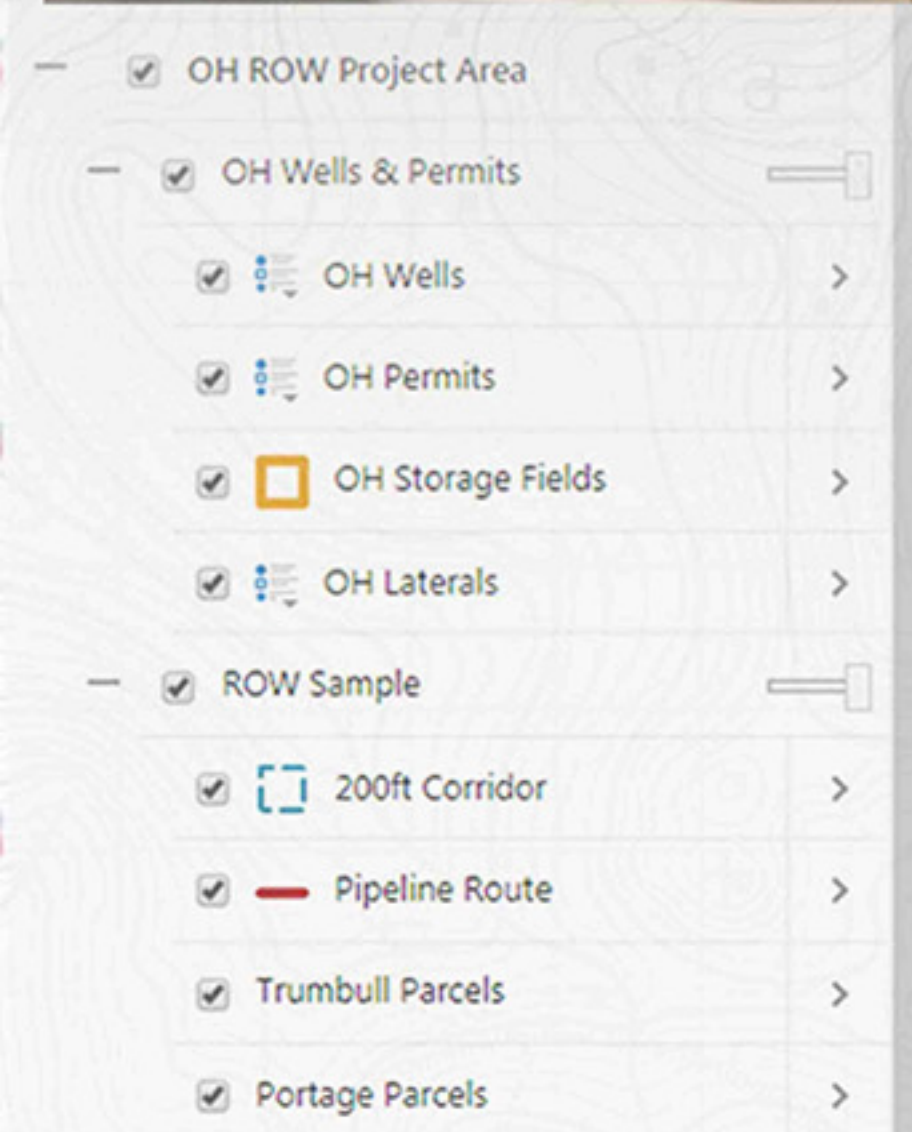 OH ROW Project Area
OH Wells & Permits
OH Wells
OH Permits
OH Storage Fields
OH Laterals
ROW Sample
200ft Corridor
Pipeline Route
Trumbull Parcels
Portage Parcels